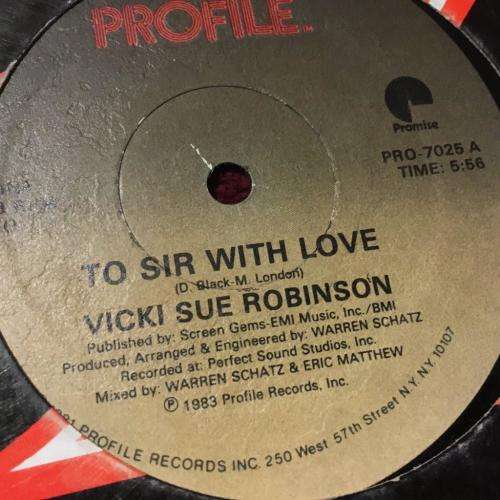 PROFILE
Promise
PRO-7025 A
TIME: 5:56
TO SIR WITH LOVE
(D. Black-M. London)
VICKI SUE ROBINSON
Published by: Screen Gems-EMI Music, Inc./BMI
Produced, Arranged & Engineered by: WARREN SCHATZ
Recorded at: Perfect Sound Studios, Inc.
Mixed by: WARREN SCHATZ & ERIC MATTHEW
℗ 1983 Profile Records, Inc.
PROFILE RECORDS INC. 250 West 57th Street N.Y. N.Y. 10107